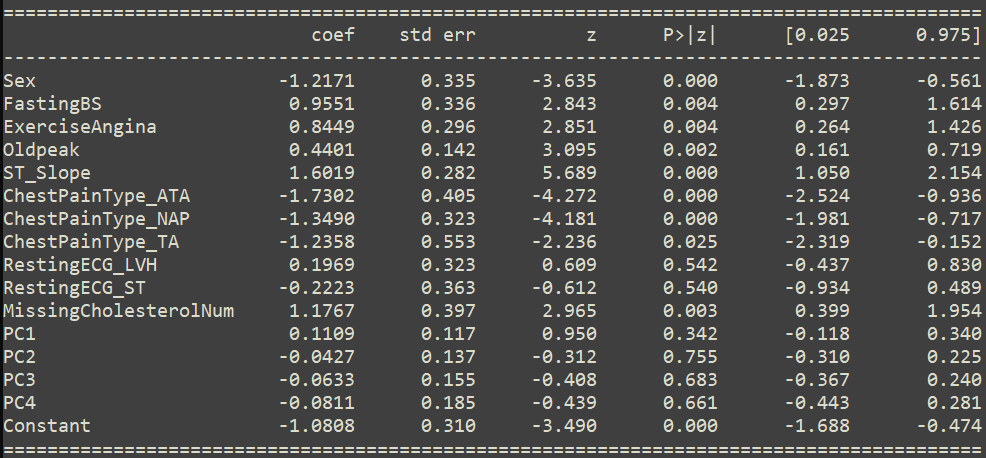 ==============================================================================
coef std err z P>|z| [0.025 0.975]
------------------------------------------------------------------------------
Sex -1.2171 0.335 -3.635 0.000 -1.873 -0.561
FastingBS 0.9551 0.336 2.843 0.004 0.297 1.614
ExerciseAngina 0.8449 0.296 2.851 0.004 0.264 1.426
Oldpeak 0.4401 0.142 3.095 0.002 0.161 0.719
ST_Slope 1.6019 0.282 5.689 0.000 1.050 2.154
ChestPainType_ATA -1.7302 0.405 -4.272 0.000 -2.524 -0.936
ChestPainType_NAP -1.3490 0.323 -4.181 0.000 -1.981 -0.717
ChestPainType_TA -1.2358 0.553 -2.236 0.025 -2.319 -0.152
RestingECG_LVH 0.1969 0.323 0.609 0.542 -0.437 0.830
RestingECG_ST -0.2223 0.363 -0.612 0.540 -0.934 0.489
MissingCholesterolNum 1.1767 0.397 2.965 0.003 0.399 1.954
PC1 0.1109 0.117 0.950 0.342 -0.118 0.340
PC2 -0.0427 0.137 -0.312 0.755 -0.310 0.225
PC3 -0.0633 0.155 -0.408 0.683 -0.367 0.240
PC4 -0.0811 0.185 -0.439 0.661 -0.443 0.281
Constant -1.0808 0.310 -3.490 0.000 -1.688 -0.474
==============================================================================